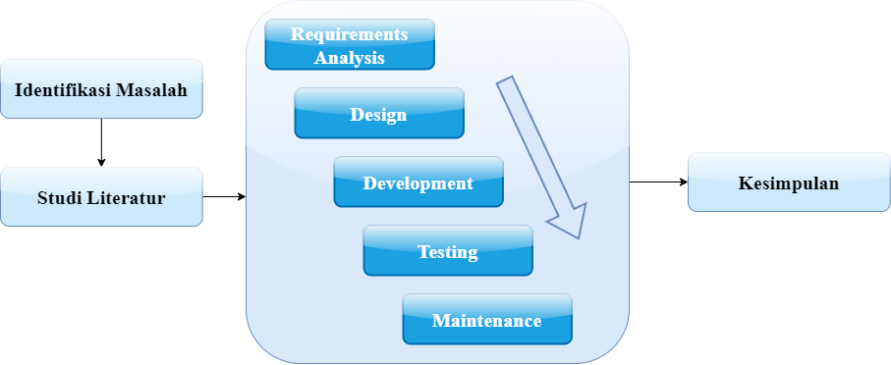 Identifikasi Masalah
Studi Literatur
Requirements
Analysis
Design
Development
Testing
Maintenance
Kesimpulan